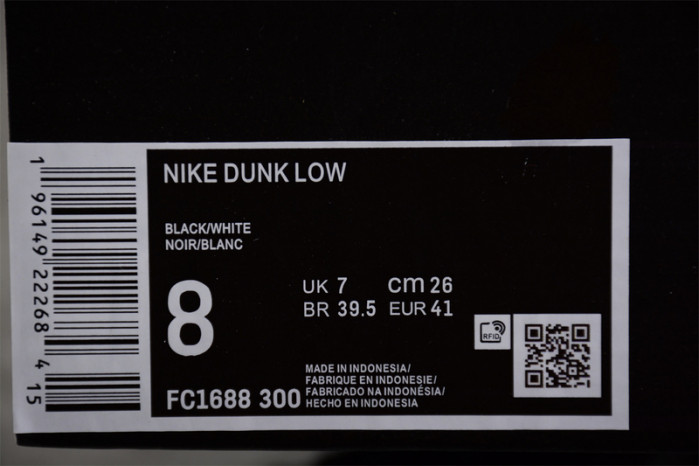 NIKE DUNK LOW
BLACK/WHITE
NOIR/BLANC
8
UK 7 cm 26
BR 39.5 EUR 41
RFID
FC1688 300
MADE IN INDONESIA/
FABRIQUE EN INDONESIE/
FABRICADO NA INDONÉSIA/
HECHO EN INDONESIA
1 96149 22268 4 15